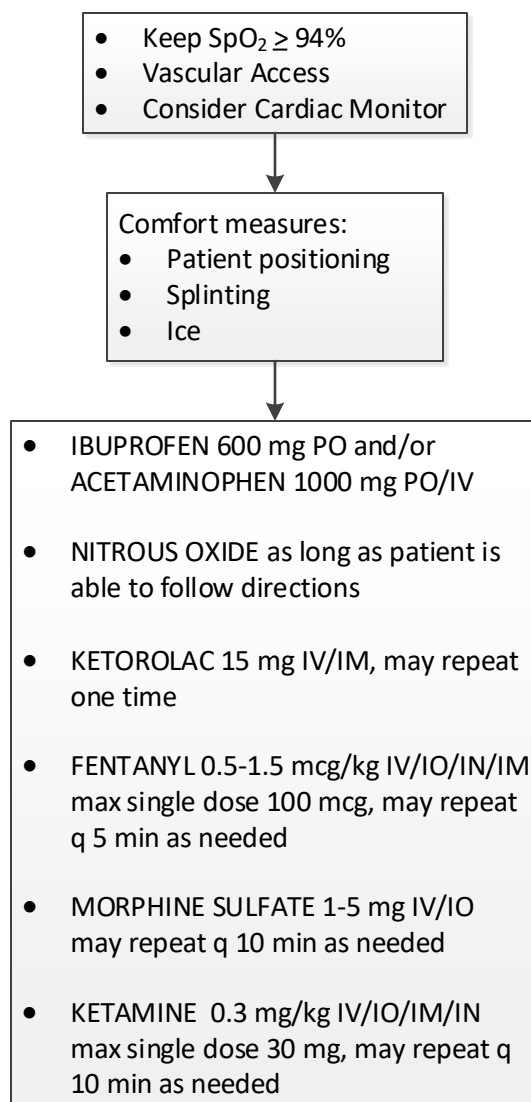 • Keep SpO₂ ≥ 94%
• Vascular Access
• Consider Cardiac Monitor
Comfort measures:
• Patient positioning
• Splinting
• Ice
• IBUPROFEN 600 mg PO and/or
ACETAMINOPHEN 1000 mg PO/IV
• NITROUS OXIDE as long as patient is
able to follow directions
• KETOROLAC 15 mg IV/IM, may repeat
one time
• FENTANYL 0.5-1.5 mcg/kg IV/IO/IN/IM
max single dose 100 mcg, may repeat
q 5 min as needed
• MORPHINE SULFATE 1-5 mg IV/IO
may repeat q 10 min as needed
• KETAMINE  0.3 mg/kg IV/IO/IM/IN
max single dose 30 mg, may repeat q
10 min as needed